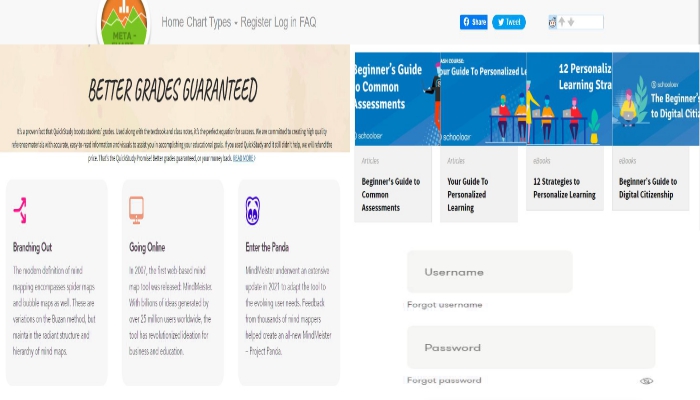 META -
Home Chart Types Register Log in FAQ
Share
Tweet
BETTER GRADES GUARANTEED
It's a proven fact that QuickStudy boosts students' grades. Used along with the textbook and class notes, it's the perfect equation for success. We are committed to creating high quality
reference materials with accurate, easy-to-read information and visuals to assist you in accomplishing your educational goals. If you used QuickStudy and it still didn't help, we will refund the
price. That's the QuickStudy Promise! Better grades guaranteed, or your money back. READ MORE
Branching Out
The modern definition of mind
mapping encompasses spider maps
and bubble maps as well. These are
variations on the Buzan method, but
maintain the radiant structure and
hierarchy of mind maps.
Going Online
In 2007, the first web based mind
map tool was released: MindMeister.
With billions of ideas generated by
over 25 million users worldwide, the
tool has revolutionized ideation for
business and education.
Enter the Panda
MindMeister underwent an extensive
update in 2021 to adapt to the
evolving user needs. Feedback
from thousands of mind mappers
helped create an all-new MindMeister
– Project Panda.
Beginner's Guide
o Common
Assessments
schooler
Articles
Beginner's Guide to
Common
Assessments
ASH COURSE:
our Guide To Personalized Le
schooler
Articles
Your Guide To
Personalized
Learning
12 Personaliz
Learning Stra
eBooks
12 Strategies to
Personalize Learning
schooler
The Beginner's
to Digital Citiz
eBooks
Beginner's Guide to
Digital Citizenship
Username
Forgot username
Password
Forgot password